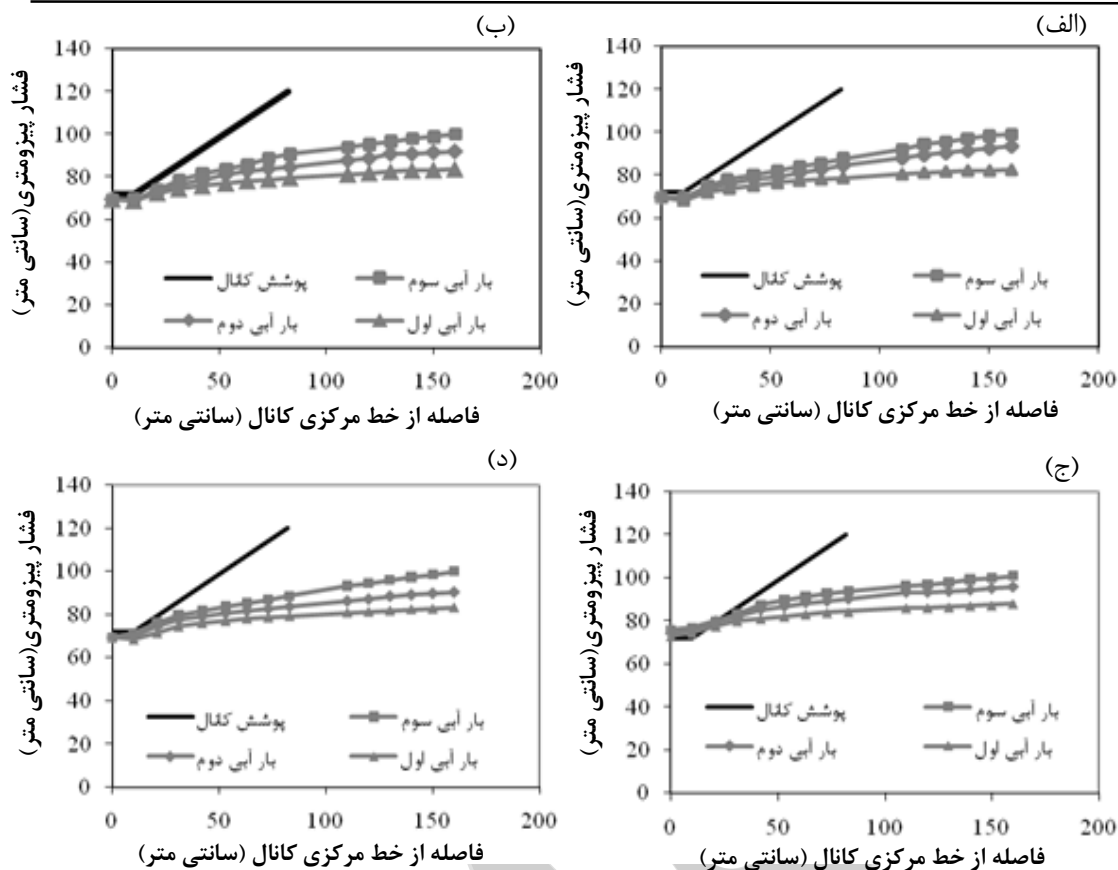 (الف)
فشار پیزومتری(سانتی متر)
140
120
100
80
60
40
20
0
پوشش کانال
بار آبی سوم
بار آبی دوم
بار آبی اول
0 50 100 150 200
فاصله از خط مرکزی کانال (سانتی متر)
(ب)
فشار پیزومتری(سانتی متر)
140
120
100
80
60
40
20
0
پوشش کانال
بار آبی سوم
بار آبی دوم
بار آبی اول
0 50 100 150 200
فاصله از خط مرکزی کانال (سانتی متر)
(ج)
فشار پیزومتری(سانتی متر)
140
120
100
80
60
40
20
0
پوشش کانال
بار آبی سوم
بار آبی دوم
بار آبی اول
0 50 100 150 200
فاصله از خط مرکزی کانال (سانتی متر)
(د)
فشار پیزومتری(سانتی متر)
140
120
100
80
60
40
20
0
پوشش کانال
بار آبی سوم
بار آبی دوم
بار آبی اول
0 50 100 150 200
فاصله از خط مرکزی کانال (سانتی متر)